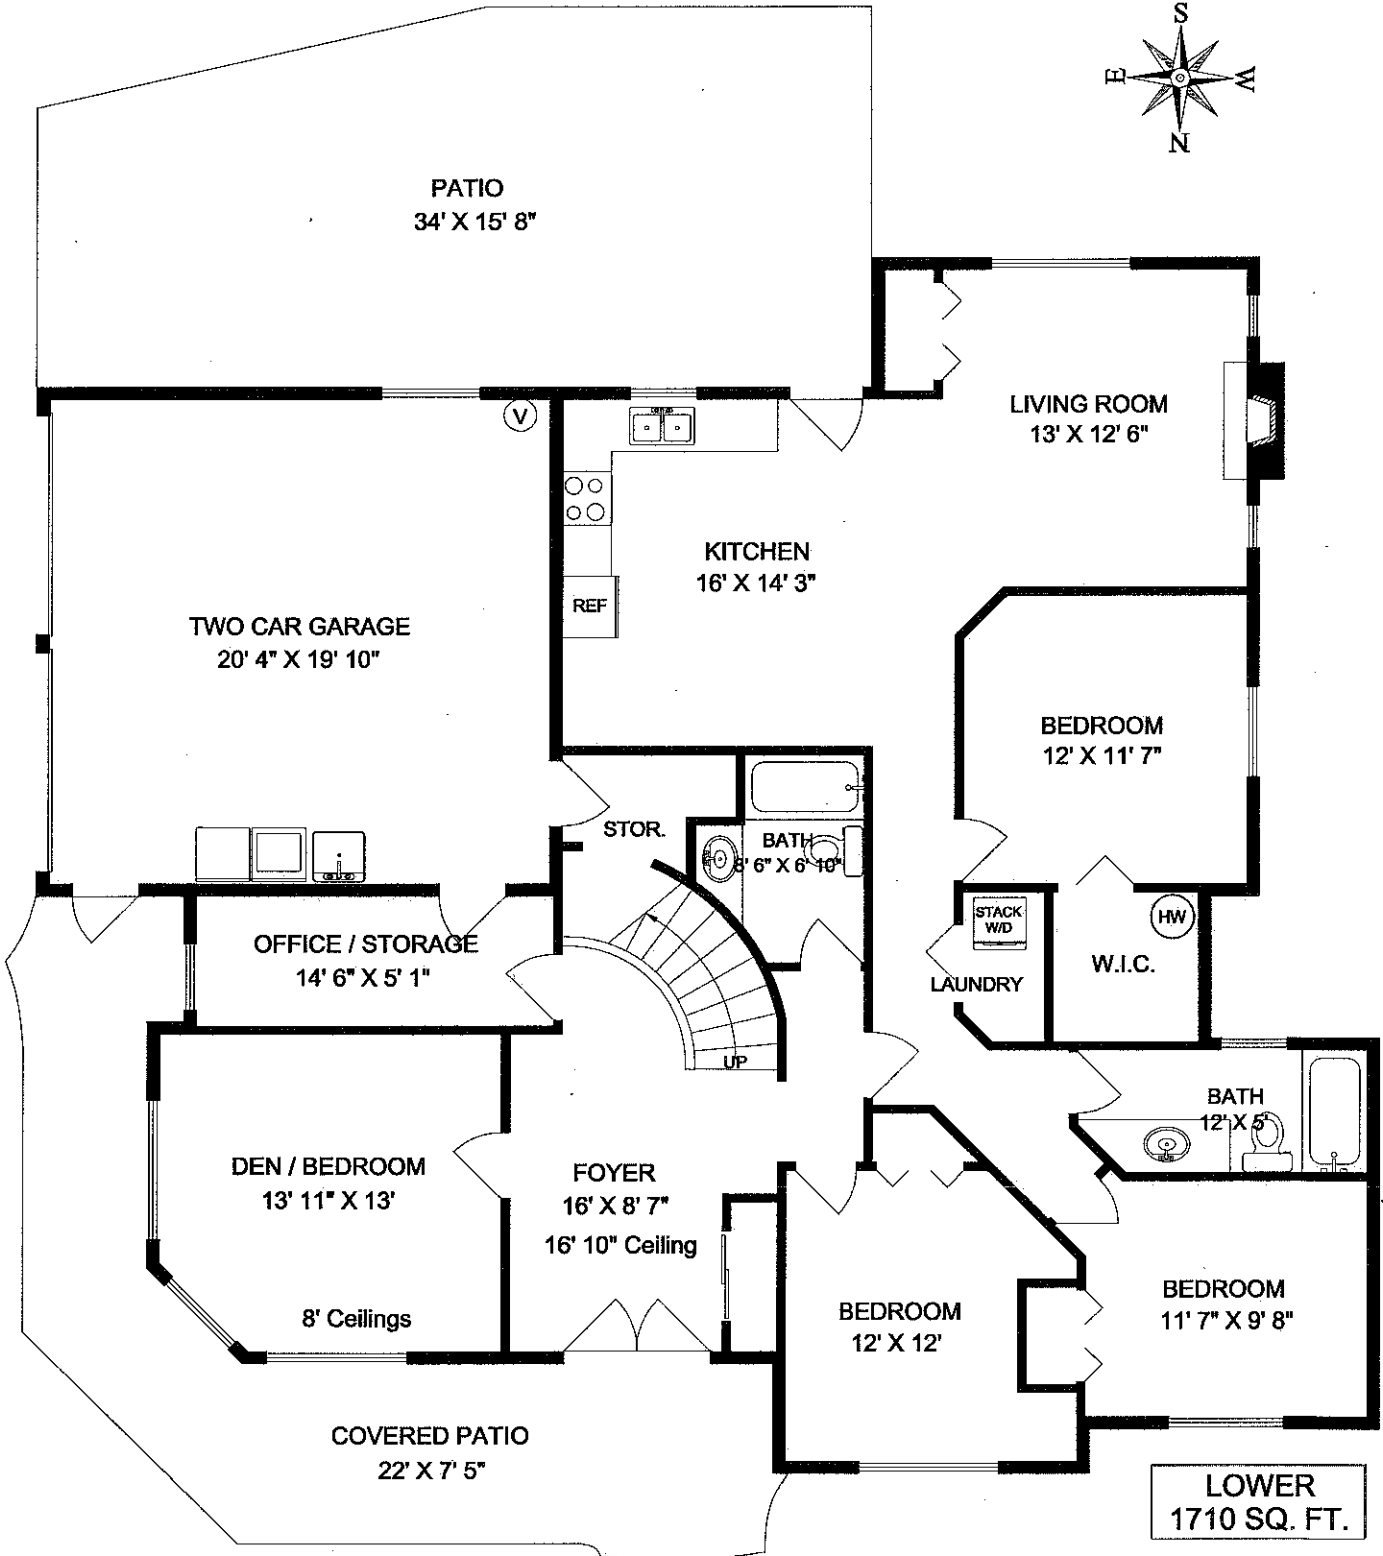 S
E
W
N
PATIO
34' X 15' 8"
V
LIVING ROOM
13' X 12' 6"
KITCHEN
16' X 14' 3"
REF
TWO CAR GARAGE
20' 4" X 19' 10"
BEDROOM
12' X 11' 7"
STOR.
BATH
8' 6" X 6' 10"
STACK
W/D
HW
OFFICE / STORAGE
14' 6" X 5' 1"
W.I.C.
LAUNDRY
UP
BATH
12' X 5'
DEN / BEDROOM
13' 11" X 13'
FOYER
16' X 8' 7"
16' 10" Ceiling
8' Ceilings
BEDROOM
12' X 12'
BEDROOM
11' 7" X 9' 8"
COVERED PATIO
22' X 7' 5"
LOWER
1710 SQ. FT.